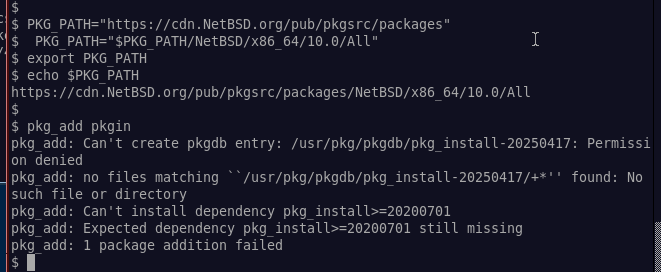 $
$ PKG_PATH="https://cdn.NetBSD.org/pub/pkgsrc/packages"
$  PKG_PATH="$PKG_PATH/NetBSD/x86_64/10.0/All"
$ export PKG_PATH
$ echo $PKG_PATH
https://cdn.NetBSD.org/pub/pkgsrc/packages/NetBSD/x86_64/10.0/All
$
$ pkg_add pkgin
pkg_add: Can't create pkgdb entry: /usr/pkg/pkgdb/pkg_install-20250417: Permissi
on denied
pkg_add: no files matching ``/usr/pkg/pkgdb/pkg_install-20250417/+*'' found: No
such file or directory
pkg_add: Can't install dependency pkg_install>=20200701
pkg_add: Expected dependency pkg_install>=20200701 still missing
pkg_add: 1 package addition failed
$